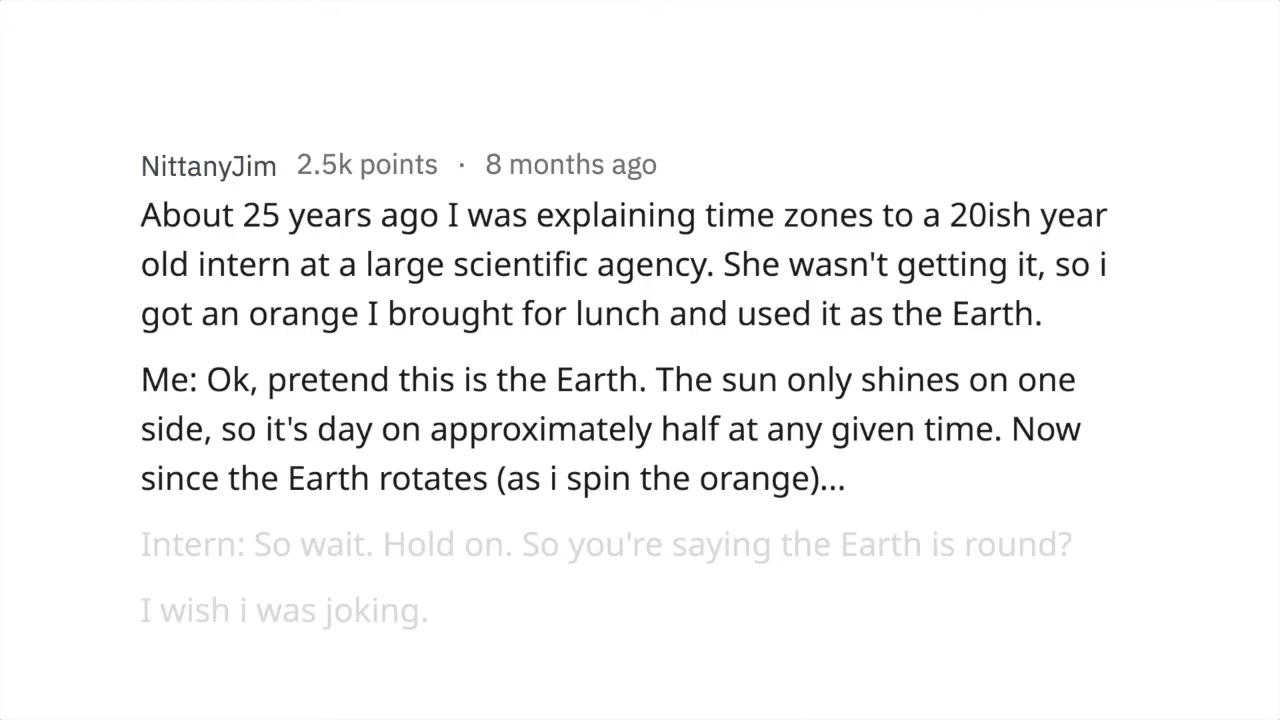 NittanyJim 2.5k points · 8 months ago
About 25 years ago I was explaining time zones to a 20ish year
old intern at a large scientific agency. She wasn't getting it, so i
got an orange I brought for lunch and used it as the Earth.
Me: Ok, pretend this is the Earth. The sun only shines on one
side, so it's day on approximately half at any given time. Now
since the Earth rotates (as i spin the orange)...
Intern: So wait. Hold on. So you're saying the Earth is round?
I wish i was joking.